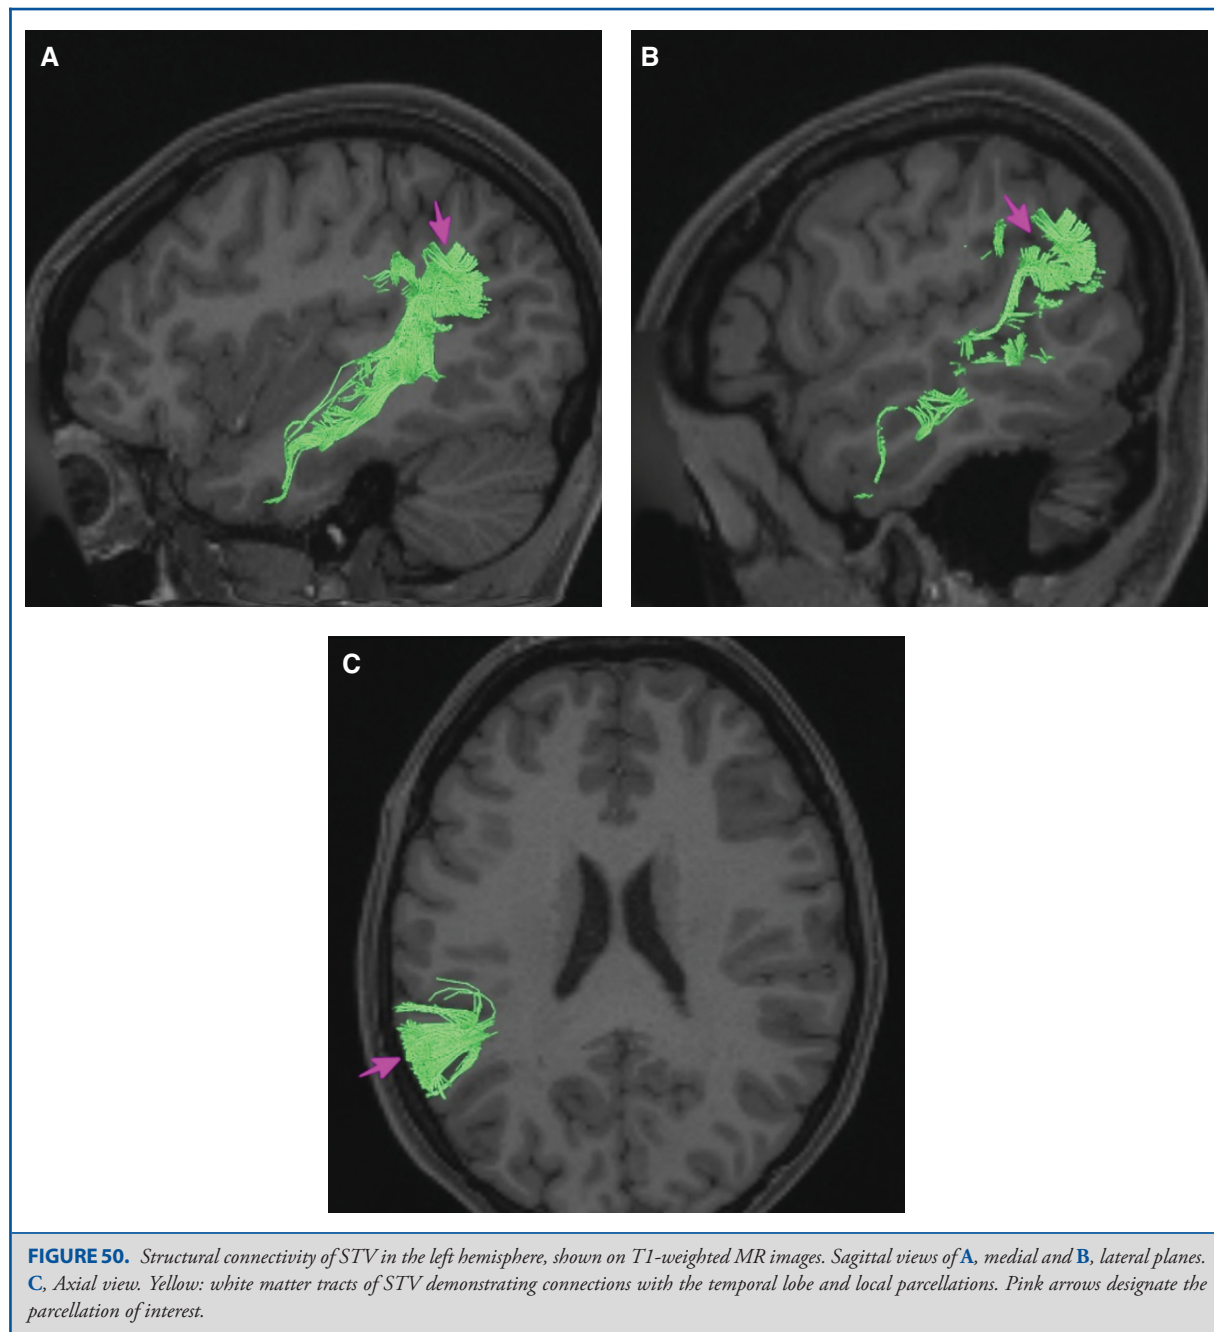 A
B
C
FIGURE 50. Structural connectivity of STV in the left hemisphere, shown on T1-weighted MR images. Sagittal views of A, medial and B, lateral planes.
C, Axial view. Yellow: white matter tracts of STV demonstrating connections with the temporal lobe and local parcellations. Pink arrows designate the
parcellation of interest.